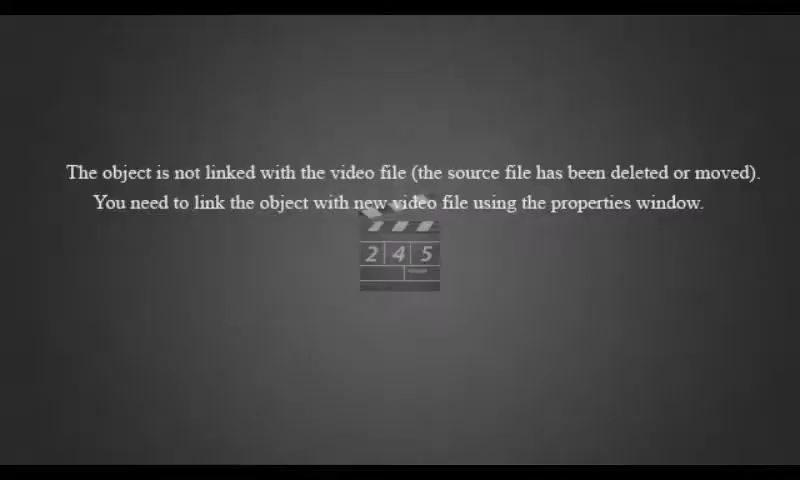 The object is not linked with the video file (the source file has been deleted or moved).
You need to link the object with new video file using the properties window.
2 4 5